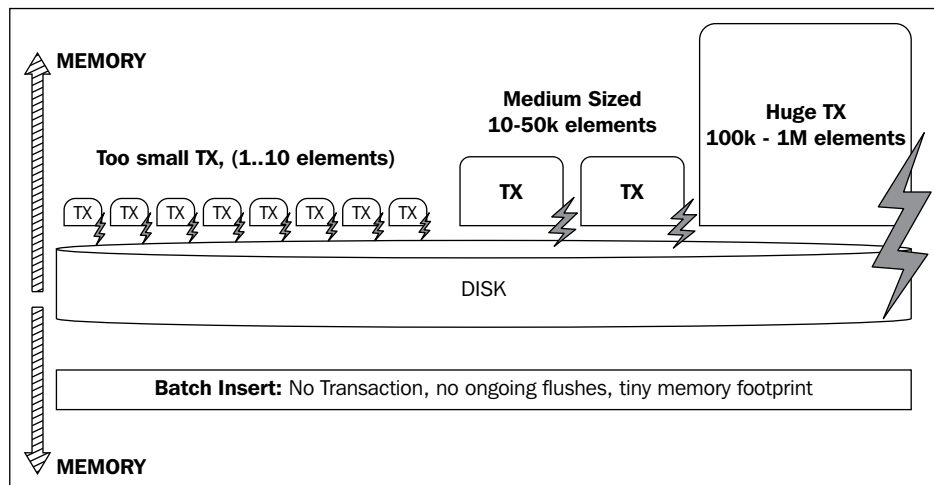 MEMORY
Medium Sized
10-50k elements
Huge TX
100k - 1M elements
Too small TX, (1..10 elements)
TX TX TX TX TX TX TX TX
TX TX
DISK
Batch Insert: No Transaction, no ongoing flushes, tiny memory footprint
MEMORY